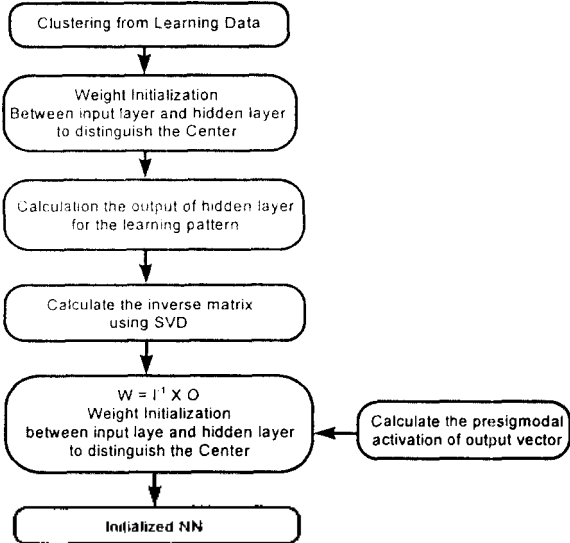 Clustering from Learning Data
Weight Initialization
Between input layer and hidden layer
to distinguish the Center
Calculation the output of hidden layer
for the learning pattern
Calculate the inverse matrix
using SVD
W = I⁻¹ X O
Weight Initialization
between input laye and hidden layer
to distinguish the Center
Calculate the presigmodal
activation of output vector
Initialized NN